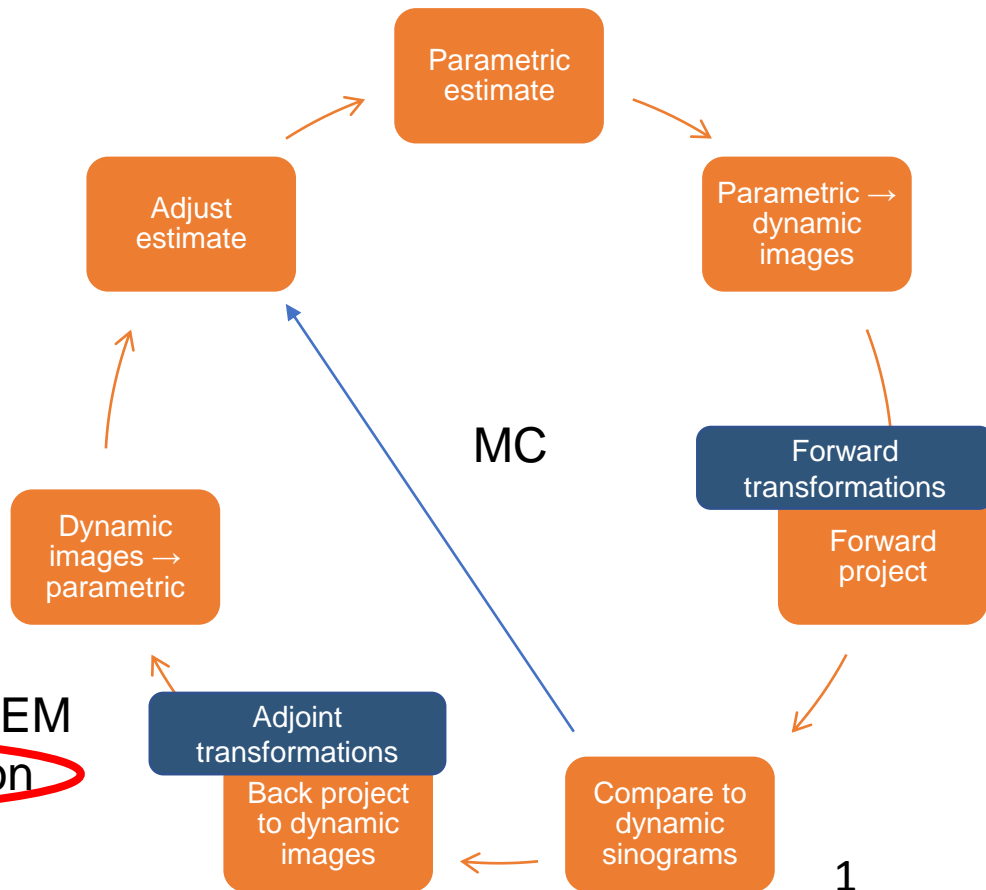 Parametric
estimate
Parametric →
dynamic
images
Forward
transformations
Forward
project
Compare to
dynamic
sinograms
Adjoint
transformations
Back project
to dynamic
images
Dynamic
images →
parametric
Adjust
estimate
MC
EM
on
1